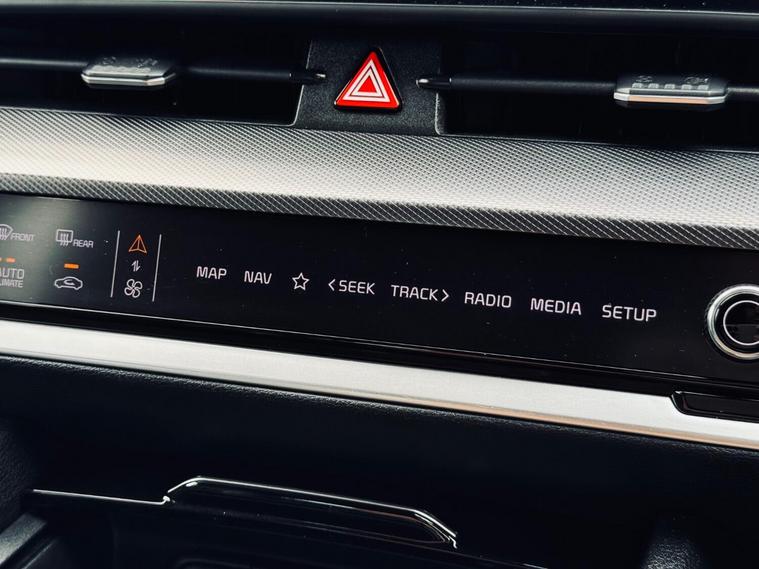 FRONT
REAR
AUTO
CLIMATE
MAP NAV <SEEK TRACK> RADIO MEDIA SETUP